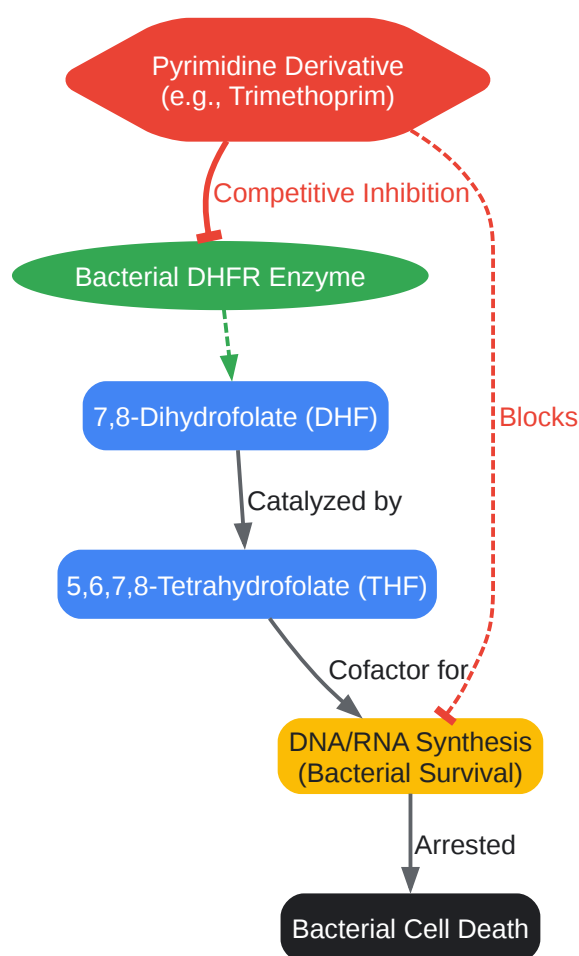 Pyrimidine Derivative
(e.g., Trimethoprim)
Competitive Inhibition
Bacterial DHFR Enzyme
7,8-Dihydrofolate (DHF)
Blocks
Catalyzed by
5,6,7,8-Tetrahydrofolate (THF)
Cofactor for
DNA/RNA Synthesis
(Bacterial Survival)
Arrested
Bacterial Cell Death